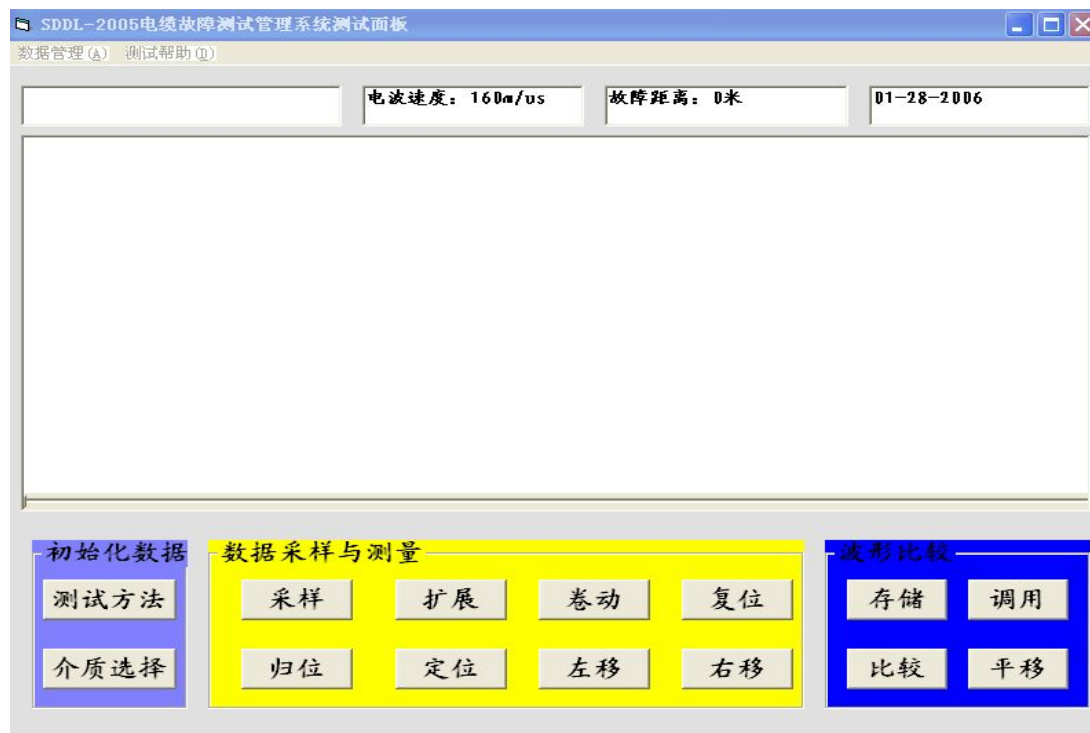 SDDL-2005电缆故障测试管理系统测试面板
数据管理(A) 测试帮助(D)
电波速度：160m/us 故障距离：0米 01-28-2006
初始化数据 数据采样与测量 波形比较
测试方法 采样 扩展 卷动 复位 存储 调用
介质选择 归位 定位 左移 右移 比较 平移